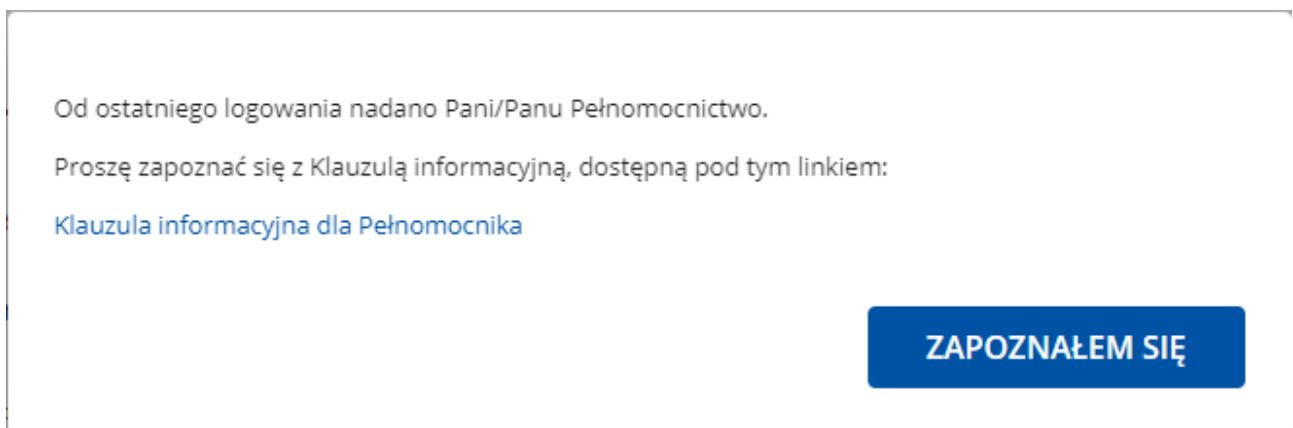 Od ostatniego logowania nadano Pani/Panu Pełnomocnictwo.
Proszę zapoznać się z Klauzulą informacyjną, dostępną pod tym linkiem:
Klauzula informacyjna dla Pełnomocnika
ZAPOZNAŁEM SIĘ